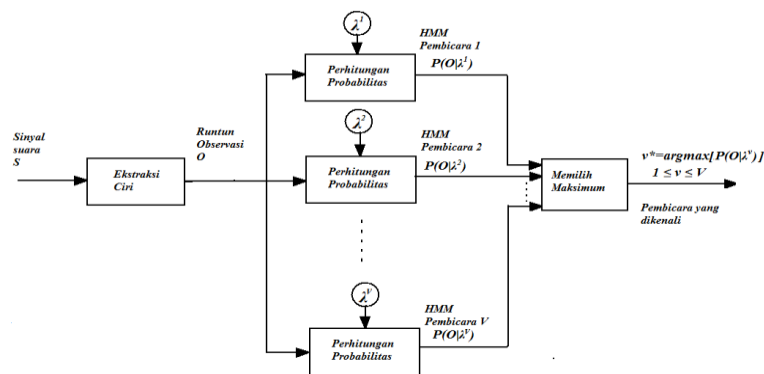 λ¹
HMM
Pembicara 1
P(O|λ¹)
Perhitungan
Probabilitas
Sinyal
suara
S
Ekstraksi
Ciri
Runtun
Observasi
O
λ²
HMM
Pembicara 2
P(O|λ²)
Perhitungan
Probabilitas
Memilih
Maksimum
v*=argmax[P(O|λᵛ)]
1 ≤ v ≤ V
Pembicara yang
dikenali
λⱽ
HMM
Pembicara V
P(O|λⱽ)
Perhitungan
Probabilitas